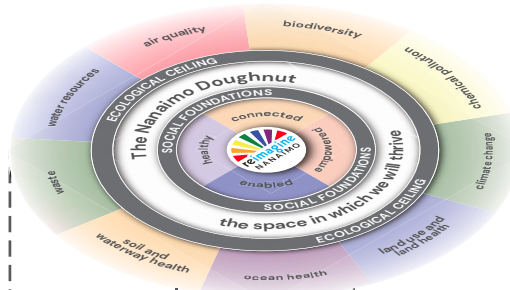 biodiversity
air quality
chemical pollution
water resources
climate change
waste
soil and
waterway health
ocean health
land use and
land health
ECOLOGICAL CEILING
The Nanaimo Doughnut
SOCIAL FOUNDATIONS
connected
healthy
empowered
enabled
reimagine
NANAIMO
SOCIAL FOUNDATIONS
the space in which we will thrive
ECOLOGICAL CEILING